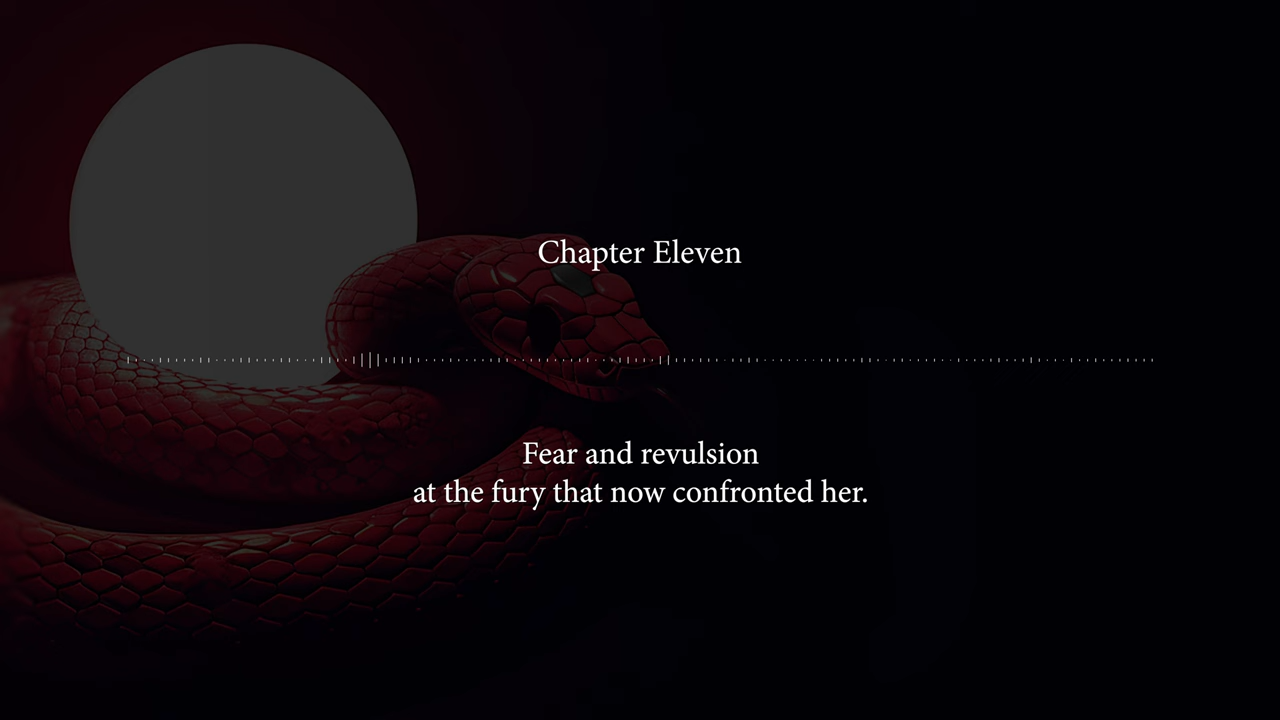 Chapter Eleven
Fear and revulsion
at the fury that now confronted her.